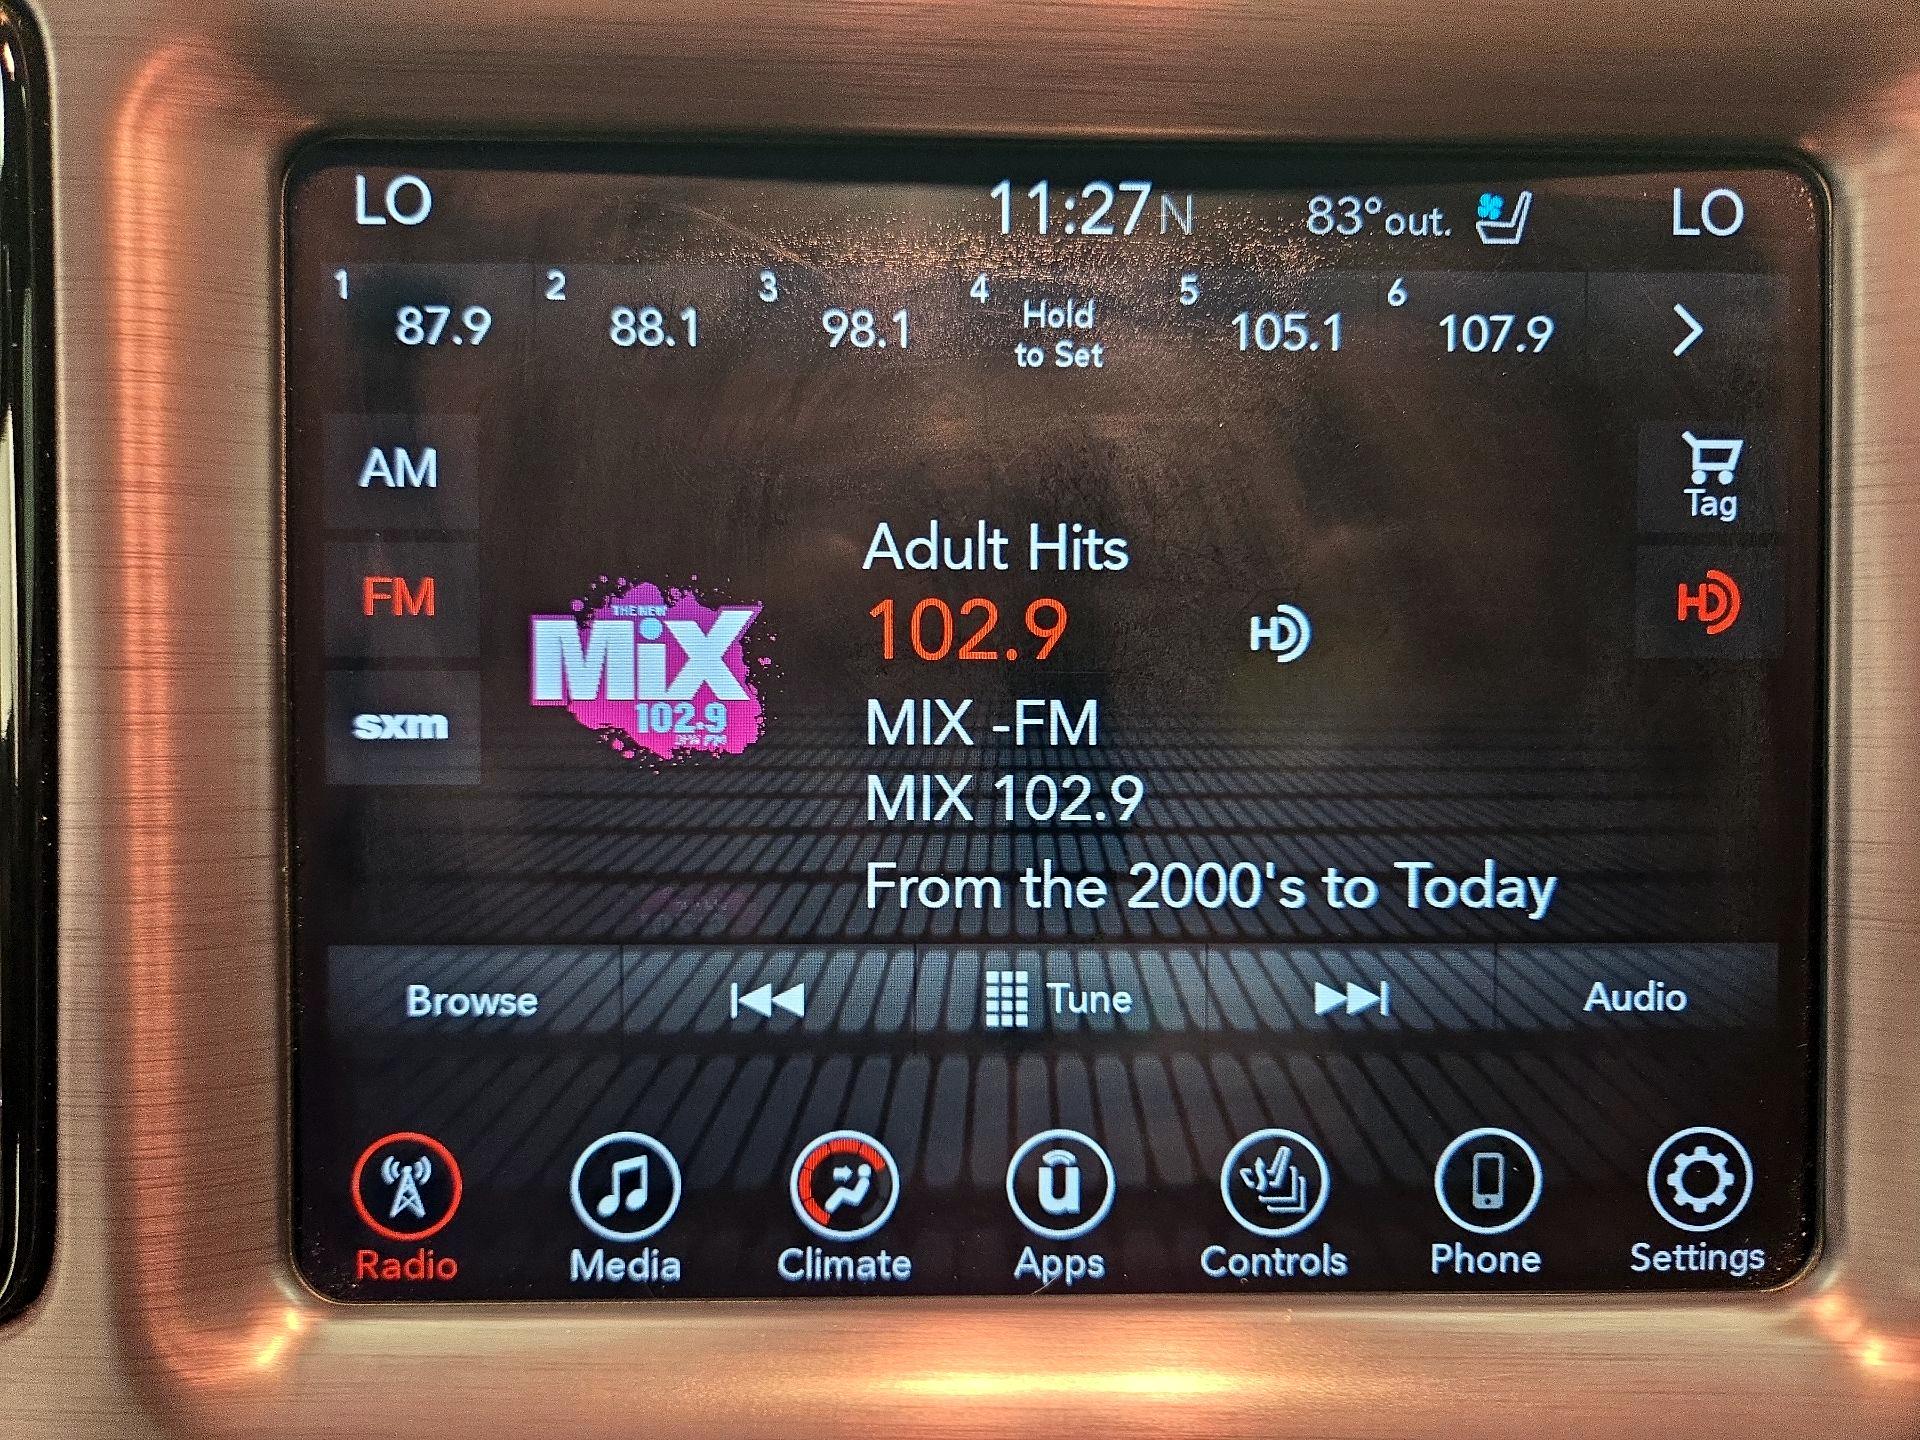 LO 11:27 N 83°out. LO
1 87.9 2 88.1 3 98.1 4 Hold to Set 5 105.1 6 107.9
AM
Tag
FM
HD
sxm
THE NEW
MiX
102.9
Adult Hits
102.9 HD
MIX -FM
MIX 102.9
From the 2000's to Today
Browse Tune Audio
Radio Media Climate Apps Controls Phone Settings